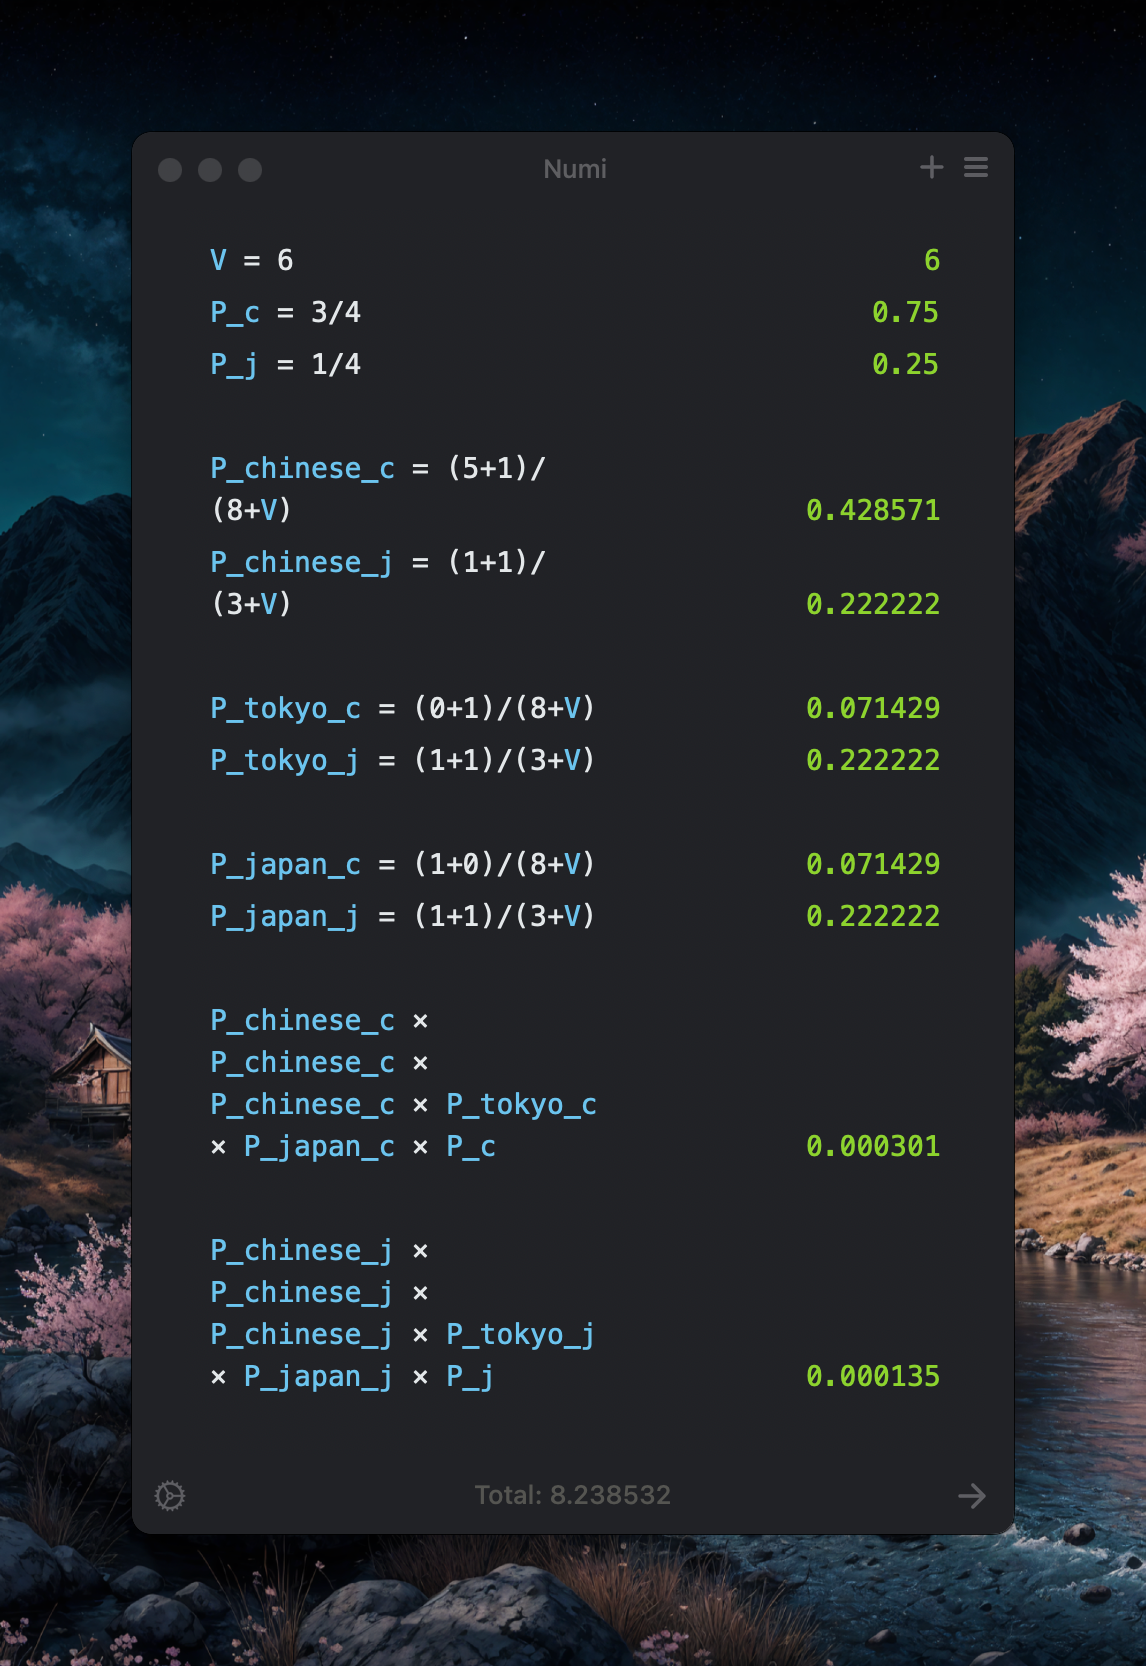 Numi
V = 6 6
P_c = 3/4 0.75
P_j = 1/4 0.25
P_chinese_c = (5+1)/
(8+V) 0.428571
P_chinese_j = (1+1)/
(3+V) 0.222222
P_tokyo_c = (0+1)/(8+V) 0.071429
P_tokyo_j = (1+1)/(3+V) 0.222222
P_japan_c = (1+0)/(8+V) 0.071429
P_japan_j = (1+1)/(3+V) 0.222222
P_chinese_c ×
P_chinese_c ×
P_chinese_c × P_tokyo_c
× P_japan_c × P_c 0.000301
P_chinese_j ×
P_chinese_j ×
P_chinese_j × P_tokyo_j
× P_japan_j × P_j 0.000135
Total: 8.238532